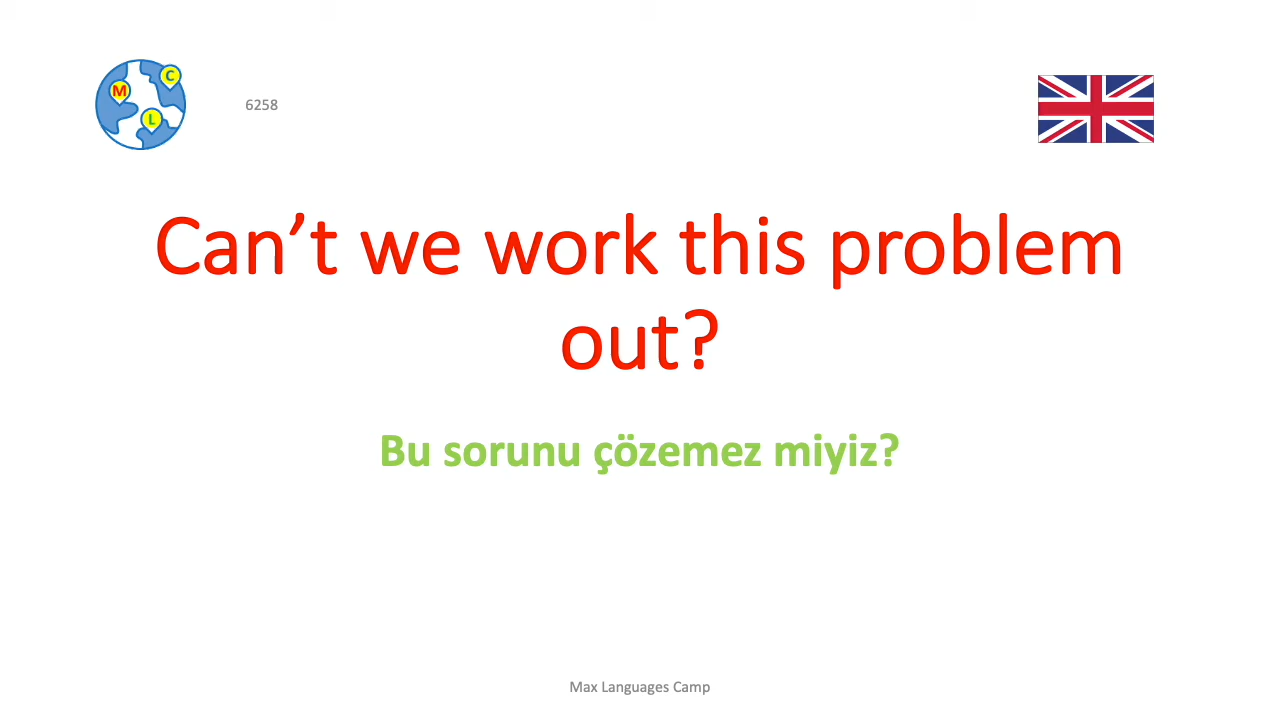 C
M
L
6258
Can’t we work this problem
out?
Bu sorunu çözemez miyiz?
Max Languages Camp